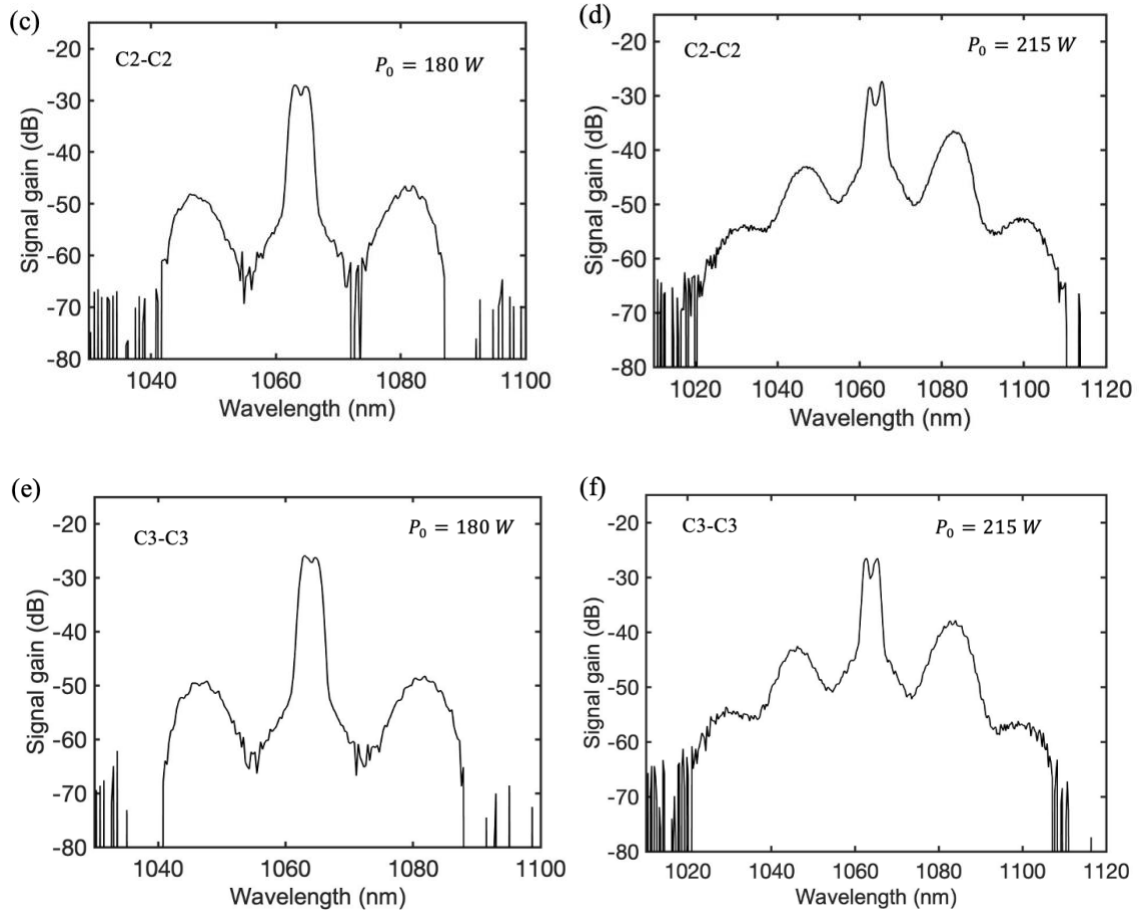 (c)
C2-C2
P₀ = 180 W
Signal gain (dB)
-20
-30
-40
-50
-60
-70
-80
1040 1060 1080 1100
Wavelength (nm)
(d)
C2-C2
P₀ = 215 W
Signal gain (dB)
-20
-30
-40
-50
-60
-70
-80
1020 1040 1060 1080 1100 1120
Wavelength (nm)
(e)
C3-C3
P₀ = 180 W
Signal gain (dB)
-20
-30
-40
-50
-60
-70
-80
1040 1060 1080 1100
Wavelength (nm)
(f)
C3-C3
P₀ = 215 W
Signal gain (dB)
-20
-30
-40
-50
-60
-70
-80
1020 1040 1060 1080 1100 1120
Wavelength (nm)